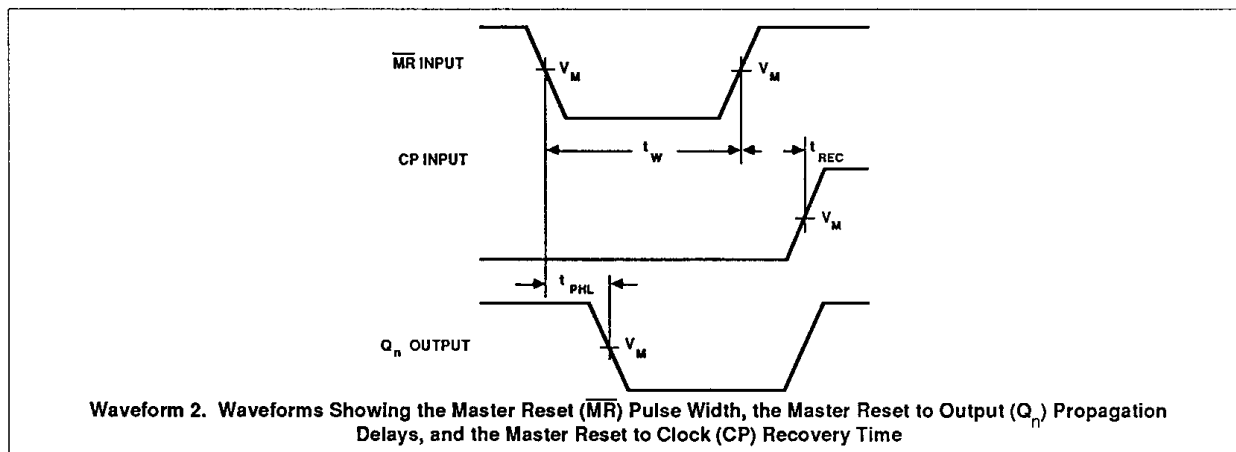 M̅R̅ INPUT
V_M
V_M
t_W
t_REC
CP INPUT
V_M
t_PHL
Q_n OUTPUT
V_M
Waveform 2. Waveforms Showing the Master Reset (M̅R̅) Pulse Width, the Master Reset to Output (Q_n) Propagation
Delays, and the Master Reset to Clock (CP) Recovery Time